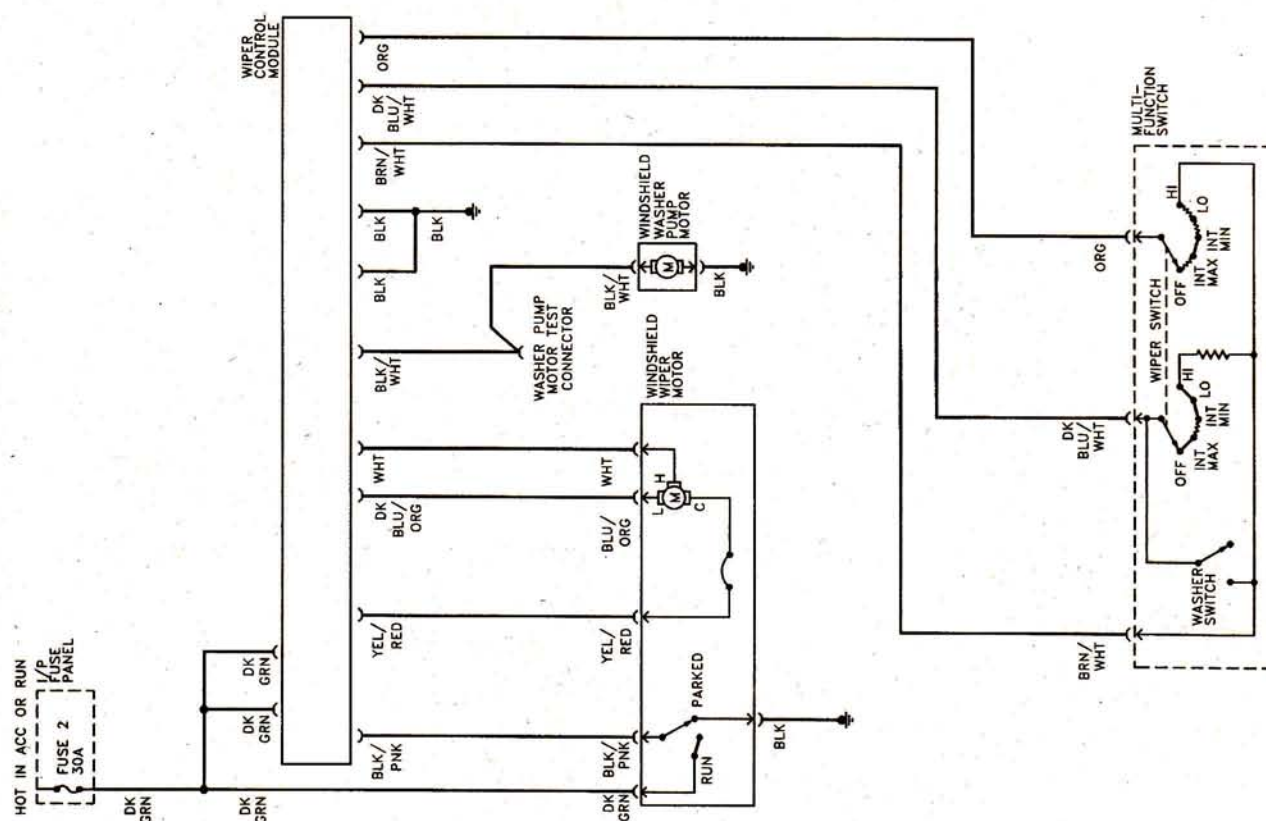 WIPER
CONTROL
MODULE
ORG
DK
BLU/
WHT
BRN/
WHT
BLK
BLK
BLK
BLK/
WHT
WHT
DK
BLU/
ORG
YEL/
RED
BLK/
PNK
DK
GRN
DK
GRN
HOT IN ACC OR RUN
I/P
FUSE
PANEL
FUSE 2
30A
DK
GRN
DK
GRN
WASHER PUMP
MOTOR TEST
CONNECTOR
WINDSHIELD
WASHER
PUMP
MOTOR
BLK/
WHT
M
BLK
WINDSHIELD
WIPER
MOTOR
WHT
BLU/
ORG
L
H
M
C
YEL/
RED
BLK/
PNK
DK
GRN
PARKED
RUN
BLK
MULTI-
FUNCTION
SWITCH
ORG
HI
LO
INT
MIN
INT
MAX
OFF
WIPER SWITCH
DK
BLU/
WHT
HI
LO
INT
MIN
INT
MAX
OFF
WASHER
SWITCH
BRN/
WHT